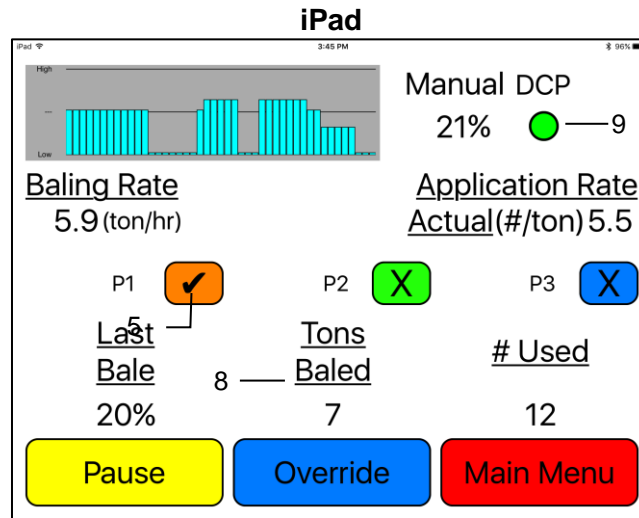 iPad
iPad 3:45 PM 96%
High
---
Low
Manual DCP
21% 9
Baling Rate
5.9 (ton/hr)
Application Rate
Actual(#/ton) 5.5
P1 ✔ P2 X P3 X
5
Last Bale
20%
8
Tons Baled
7
# Used
12
Pause Override Main Menu